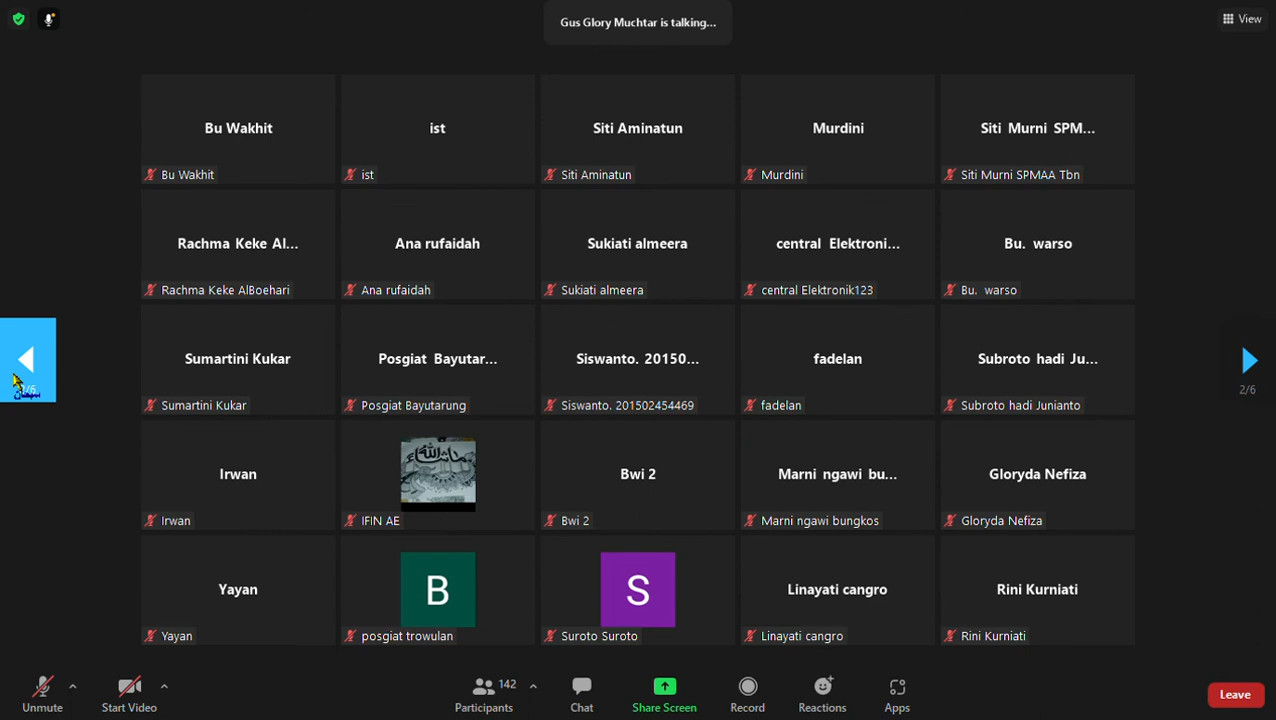 Gus Glory Muchtar is talking...
View
Bu Wakhit
ist
Siti Aminatun
Murdini
Siti Murni SPM...
Bu Wakhit
ist
Siti Aminatun
Murdini
Siti Murni SPMAA Tbn
Rachma Keke Al...
Ana rufaidah
Sukiati almeera
central Elektroni...
Bu. warso
Rachma Keke AlBoehari
Ana rufaidah
Sukiati almeera
central Elektronik123
Bu. warso
Sumartini Kukar
Posgiat Bayutar...
Siswanto. 20150...
fadelan
Subroto hadi Ju...
2/6
Sumartini Kukar
Posgiat Bayutarung
Siswanto. 201502454469
fadelan
Subroto hadi Junianto
Irwan
ماشاءالله
Bwi 2
Marni ngawi bu...
Gloryda Nefiza
Irwan
IFIN AE
Bwi 2
Marni ngawi bungkos
Gloryda Nefiza
Yayan
B
S
Linayati cangro
Rini Kurniati
Yayan
posgiat trowulan
Suroto Suroto
Linayati cangro
Rini Kurniati
Unmute
Start Video
142
Participants
Chat
Share Screen
Record
Reactions
Apps
Leave